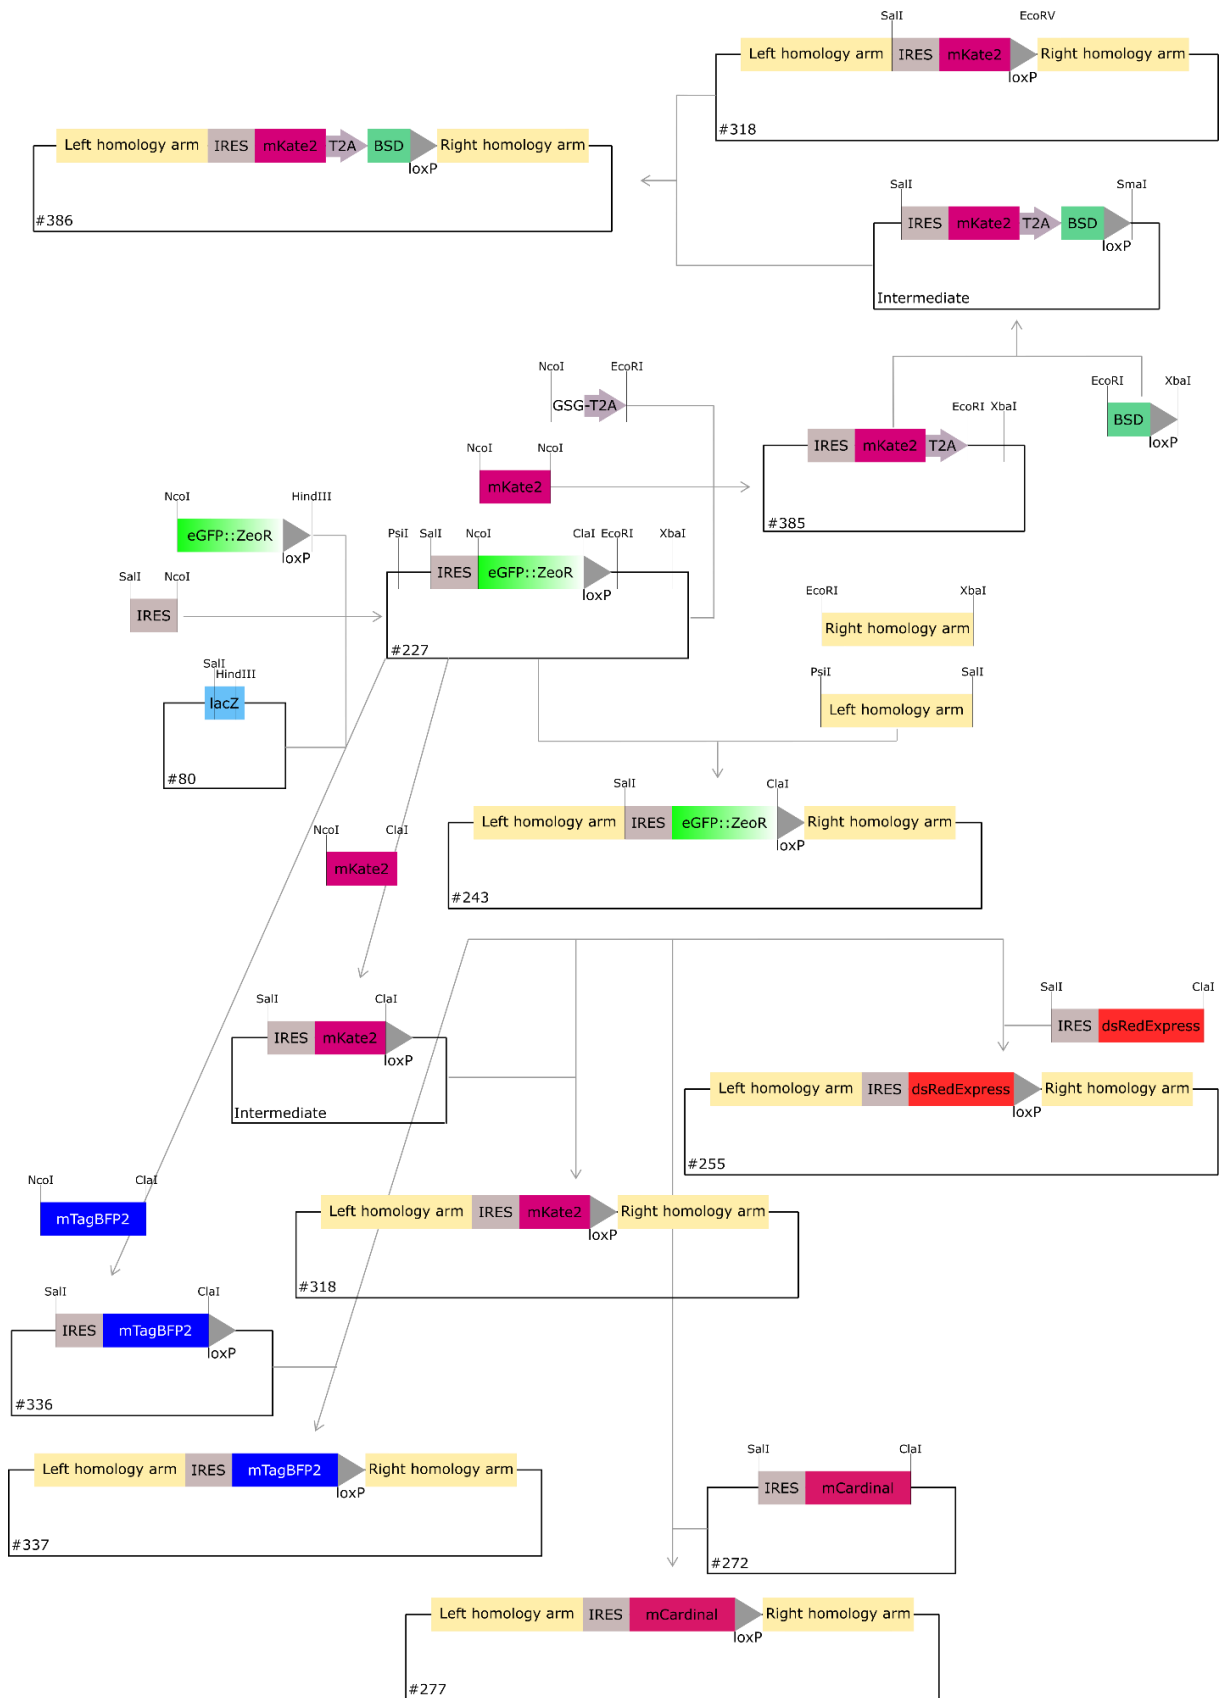 SalI EcoRV
Left homology arm IRES mKate2 Right homology arm
loxP
#318
Left homology arm IRES mKate2 T2A BSD Right homology arm
loxP
#386
SalI SmaI
IRES mKate2 T2A BSD
loxP
Intermediate
NcoI EcoRI
GSG-T2A
EcoRI XbaI
BSD
loxP
EcoRI XbaI
IRES mKate2 T2A
#385
NcoI NcoI
mKate2
NcoI HindIII
eGFP::ZeoR
loxP
PsiI SalI NcoI ClaI EcoRI XbaI
IRES eGFP::ZeoR
loxP
#227
SalI NcoI
IRES
EcoRI XbaI
Right homology arm
SalI
HindIII
lacZ
#80
PsiI SalI
Left homology arm
SalI ClaI
Left homology arm IRES eGFP::ZeoR Right homology arm
loxP
#243
NcoI ClaI
mKate2
SalI ClaI
IRES mKate2
loxP
Intermediate
SalI ClaI
IRES dsRedExpress
Left homology arm IRES dsRedExpress Right homology arm
loxP
#255
NcoI ClaI
mTagBFP2
Left homology arm IRES mKate2 Right homology arm
loxP
#318
SalI ClaI
IRES mTagBFP2
loxP
#336
Left homology arm IRES mTagBFP2 Right homology arm
loxP
#337
SalI ClaI
IRES mCardinal
#272
Left homology arm IRES mCardinal Right homology arm
loxP
#277